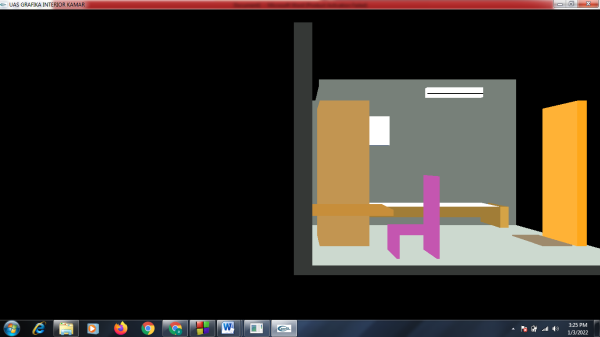 UAS GRAFIKA INTERIOR KAMAR
3:25 PM
1/3/2022